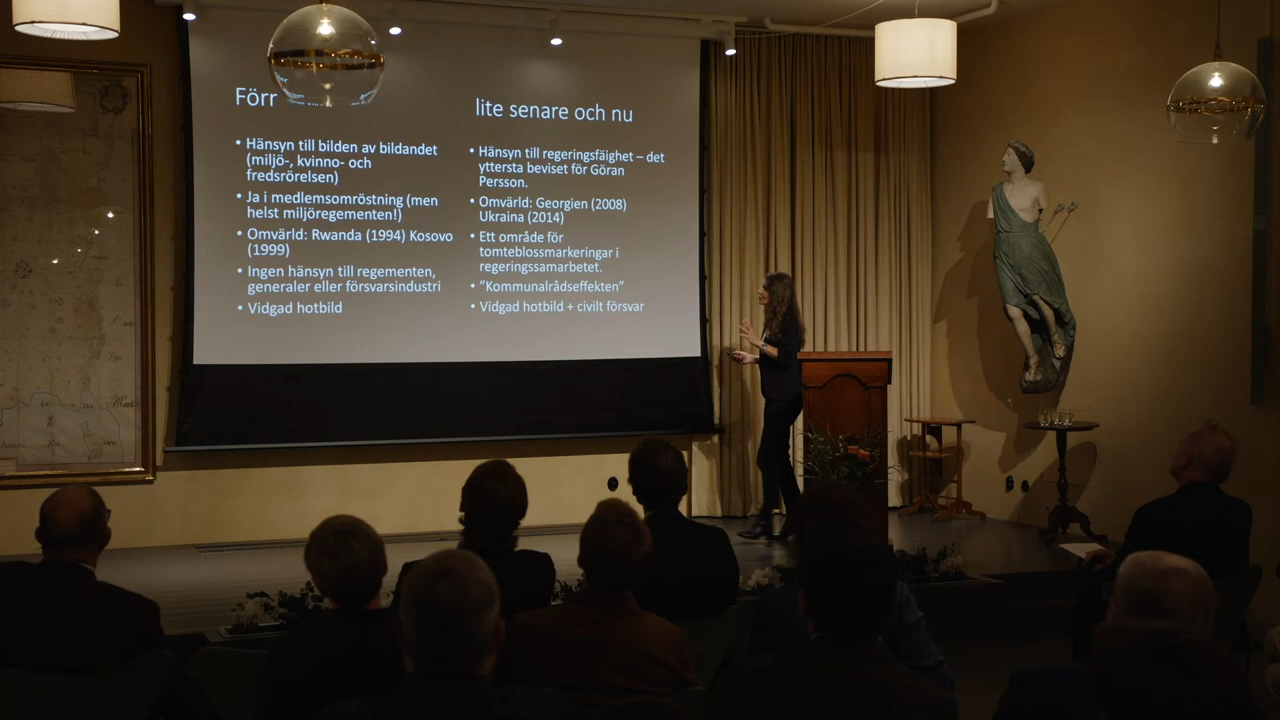 Förr
• Hänsyn till bilden av bildandet
(miljö-, kvinno- och
fredsrörelsen)
• Ja i medlemsomröstning (men
helst miljöregementen!)
• Omvärld: Rwanda (1994) Kosovo
(1999)
• Ingen hänsyn till regementen,
generaler eller försvarsindustri
• Vidgad hotbild
lite senare och nu
• Hänsyn till regeringsfäighet – det
yttersta beviset för Göran
Persson.
• Omvärld: Georgien (2008)
Ukraina (2014)
• Ett område för
tomteblossmarkeringar i
regeringssamarbetet.
• ”Kommunalrådseffekten”
• Vidgad hotbild + civilt försvar